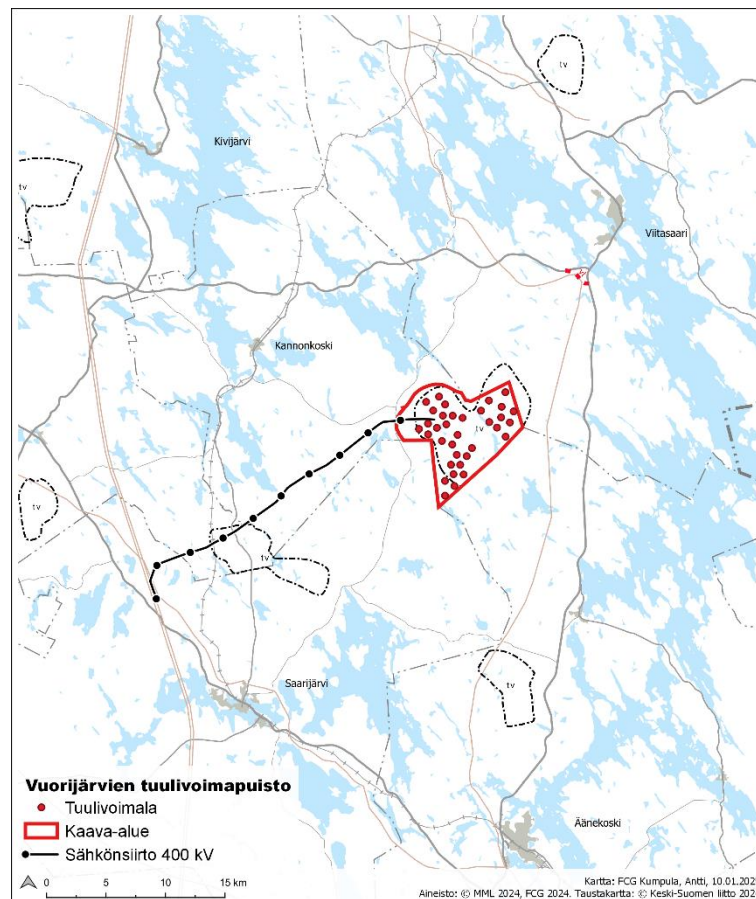 tv
Kivijärvi
tv
Viitasaari
Kannonkoski
tv
tv
tv
tv
Saarijärvi
Vuorijärvien tuulivoimapuisto
Tuulivoimala
Kaava-alue
Sähkönsiirto 400 kV
0 5 10 15 km
Äänekoski
Kartta: FCG Kumpula, Antti, 10.01.202
Aineisto: © MML 2024, FCG 2024. Taustakartta: © Keski-Suomen liitto 202